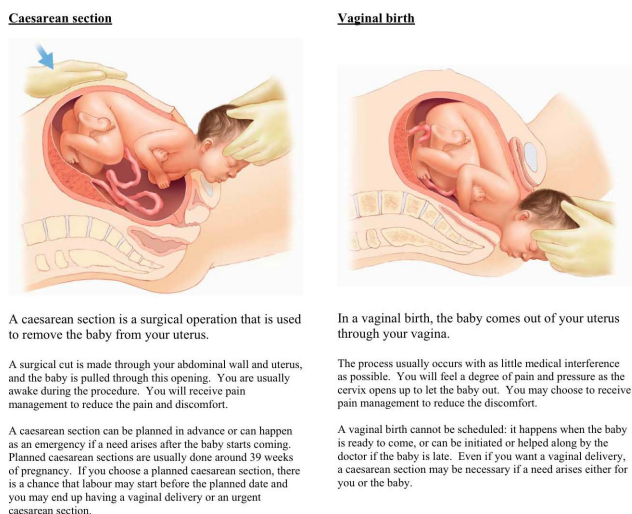 Caesarean section
A caesarean section is a surgical operation that is used
to remove the baby from your uterus.
A surgical cut is made through your abdominal wall and uterus,
and the baby is pulled through this opening.  You are usually
awake during the procedure.  You will receive pain
management to reduce the pain and discomfort.
A caesarean section can be planned in advance or can happen
as an emergency if a need arises after the baby starts coming.
Planned caesarean sections are usually done around 39 weeks
of pregnancy.  If you choose a planned caesarean section, there
is a chance that labour may start before the planned date and
you may end up having a vaginal delivery or an urgent
caesarean section.
Vaginal birth
In a vaginal birth, the baby comes out of your uterus
through your vagina.
The process usually occurs with as little medical interference
as possible.  You will feel a degree of pain and pressure as the
cervix opens up to let the baby out.  You may choose to receive
pain management to reduce the discomfort.
A vaginal birth cannot be scheduled: it happens when the baby
is ready to come, or can be initiated or helped along by the
doctor if the baby is late.  Even if you want a vaginal delivery,
a caesarean section may be necessary if a need arises either for
you or the baby.